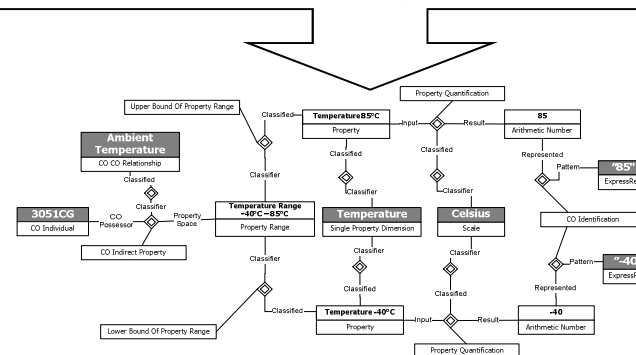 Property Quantification
Upper Bound Of Property Range
Classified
Temperature85°C
Property
Input
Result
85
Arithmetic Number
Ambient
Temperature
CO CO Relationship
Classified
Classified
Classified
Represented
Pattern
"85"
Classified
Classifier
Classifier
Classifier
Classifier
3051CG
CO Individual
CO
Possessor
Property
Space
Temperature Range
-40°C –85°C
Property Range
Temperature
Single Property Dimension
Celsius
Scale
CO Identification
CO Indirect Property
Classifier
Classifier
Classifier
Pattern
"-40
Classified
Classified
Represented
Classified
Temperature -40°C
Property
Input
Result
-40
Arithmetic Number
Lower Bound Of Property Range
Property Quantification